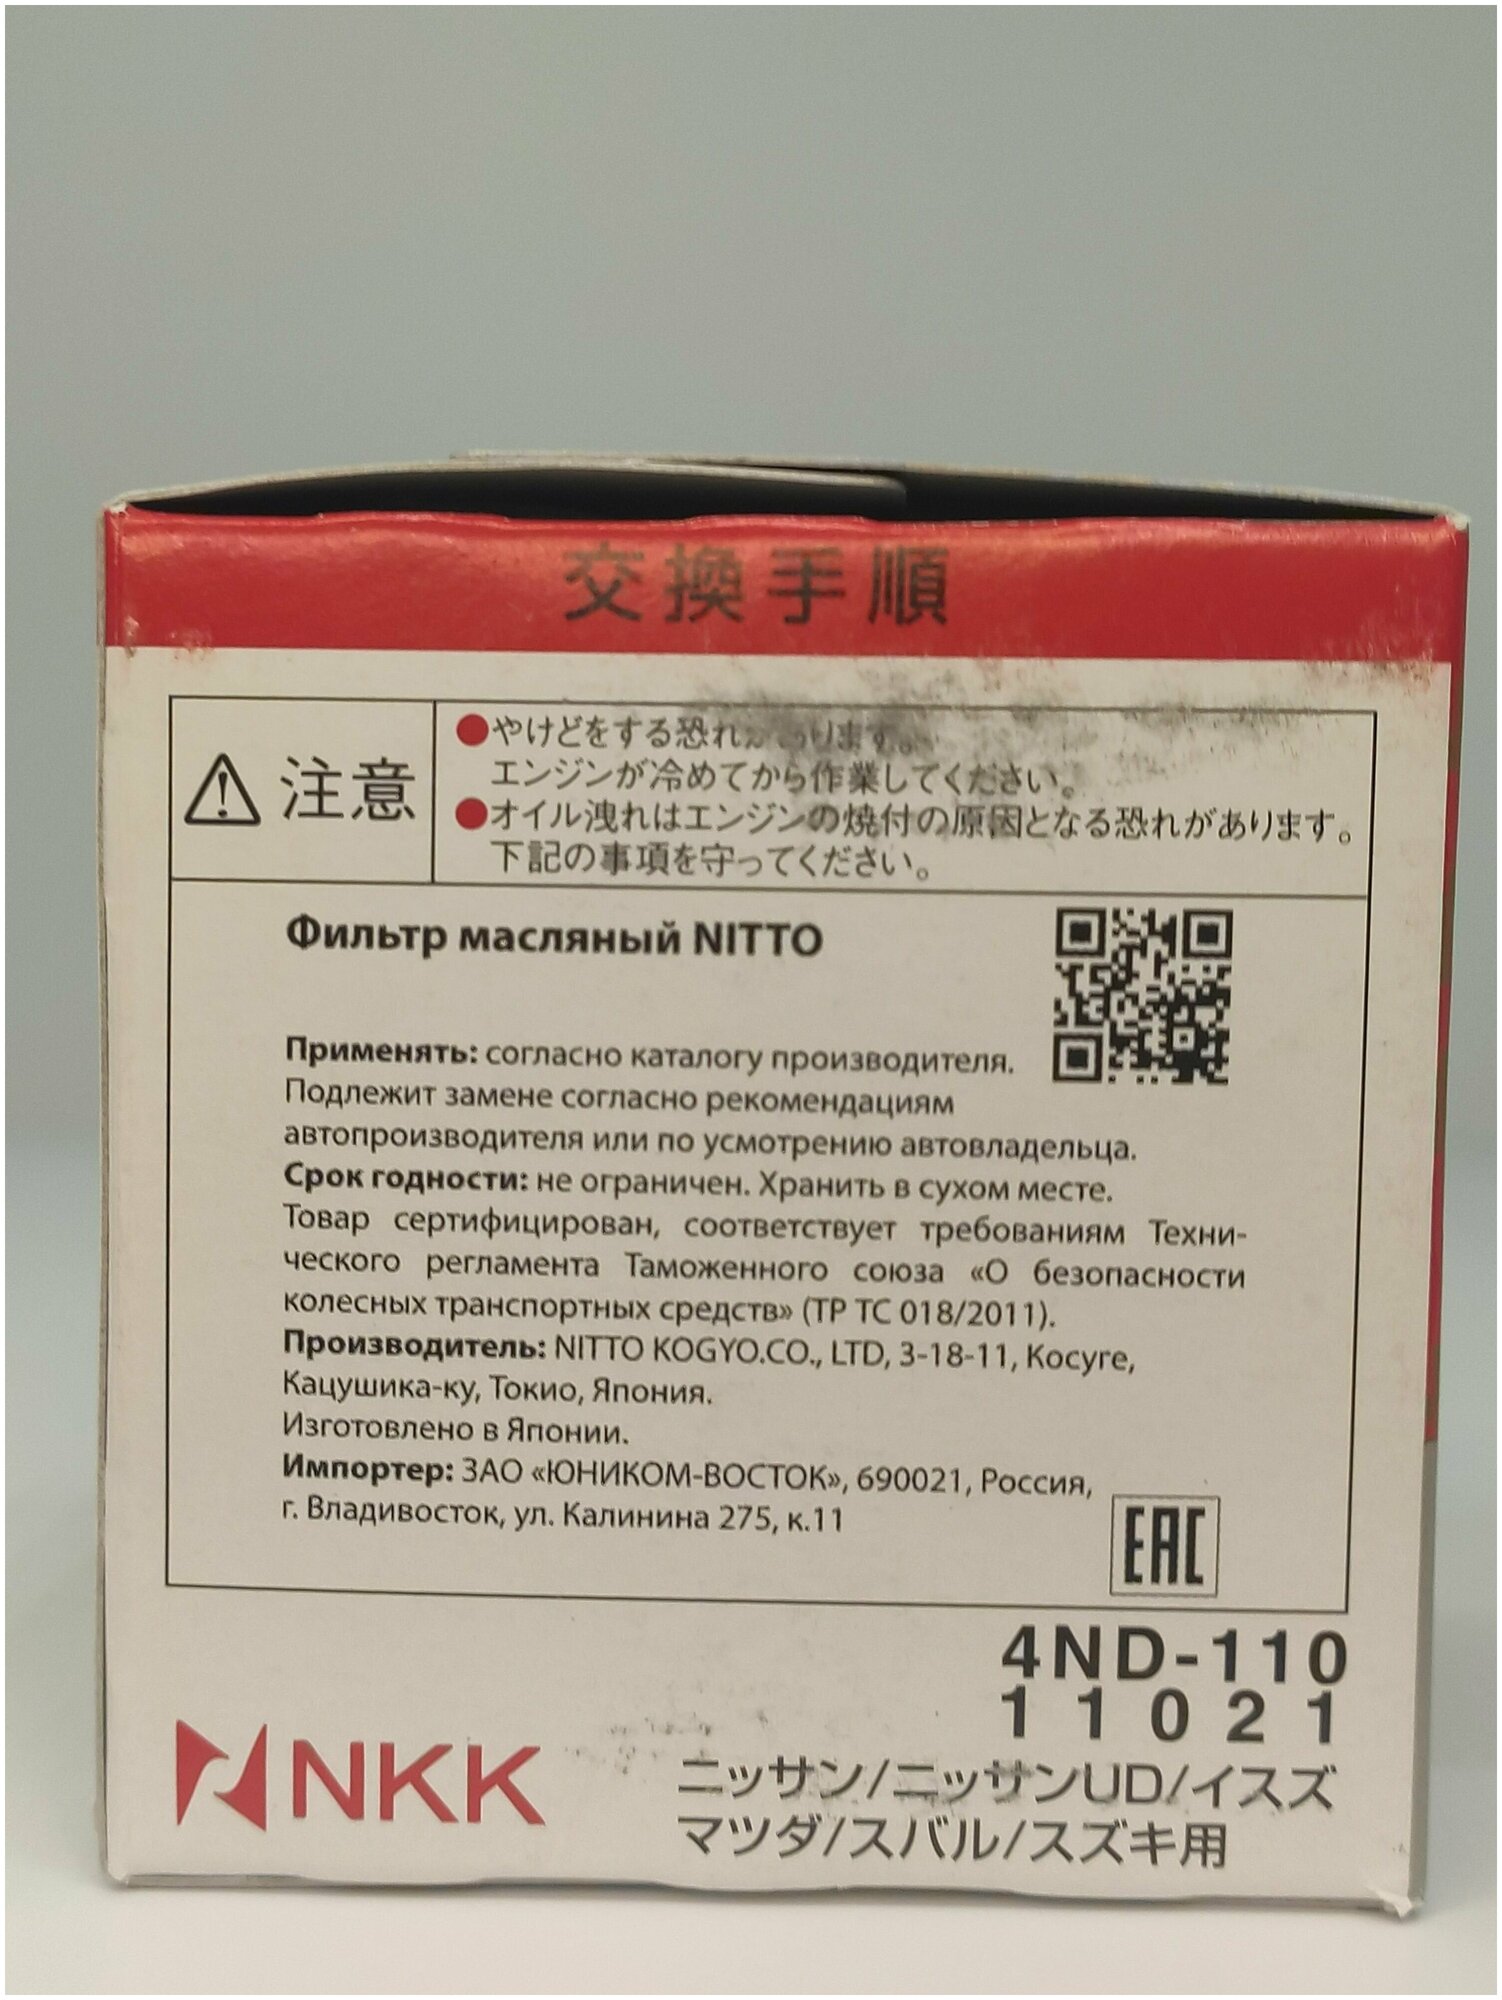 交換手順
注意
●やけどをする恐れがあります。
エンジンが冷めてから作業してください。
●オイル洩れはエンジンの焼付の原因となる恐れがあります。
下記の事項を守ってください。
Фильтр масляный NITTO
Применять: согласно каталогу производителя.
Подлежит замене согласно рекомендациям
автопроизводителя или по усмотрению автовладельца.
Срок годности: не ограничен. Хранить в сухом месте.
Товар сертифицирован, соответствует требованиям Техни-
ческого регламента Таможенного союза «О безопасности
колесных транспортных средств» (ТР ТС 018/2011).
Производитель: NITTO KOGYO.CO., LTD, 3-18-11, Косуге,
Кацушика-ку, Токио, Япония.
Изготовлено в Японии.
Импортер: ЗАО «ЮНИКОМ-ВОСТОК», 690021, Россия,
г. Владивосток, ул. Калинина 275, к.11
EAC
4ND-110
11021
NKK
ニッサン/ニッサンUD/イスズ
マツダ/スバル/スズキ用